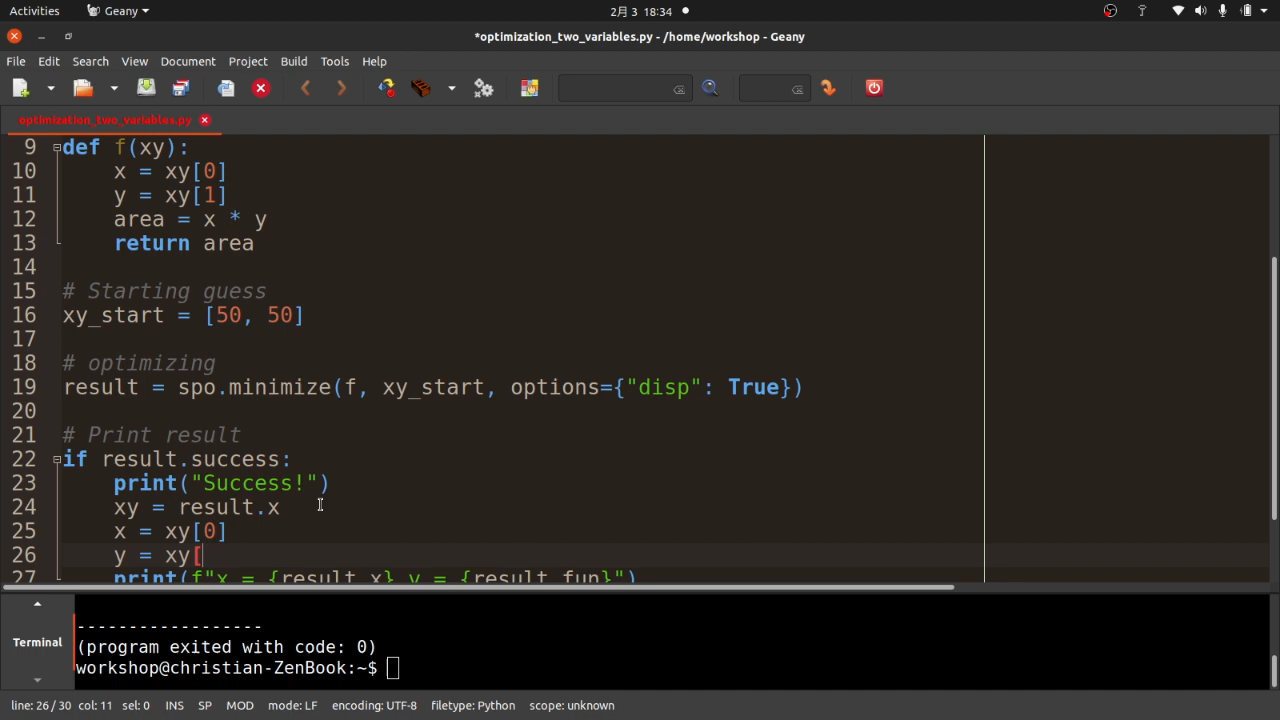 Activities Geany 2月 3 18:34
*optimization_two_variables.py - /home/workshop - Geany
File Edit Search View Document Project Build Tools Help
optimization_two_variables.py
9 def f(xy):
10     x = xy[0]
11     y = xy[1]
12     area = x * y
13     return area
14
15 # Starting guess
16 xy_start = [50, 50]
17
18 # optimizing
19 result = spo.minimize(f, xy_start, options={"disp": True})
20
21 # Print result
22 if result.success:
23     print("Success!")
24     xy = result.x
25     x = xy[0]
26     y = xy[
27     print(f"x = {result.x} y = {result.fun}")
------------------
Terminal
(program exited with code: 0)
workshop@christian-ZenBook:~$
line: 26 / 30 col: 11 sel: 0 INS SP MOD mode: LF encoding: UTF-8 filetype: Python scope: unknown